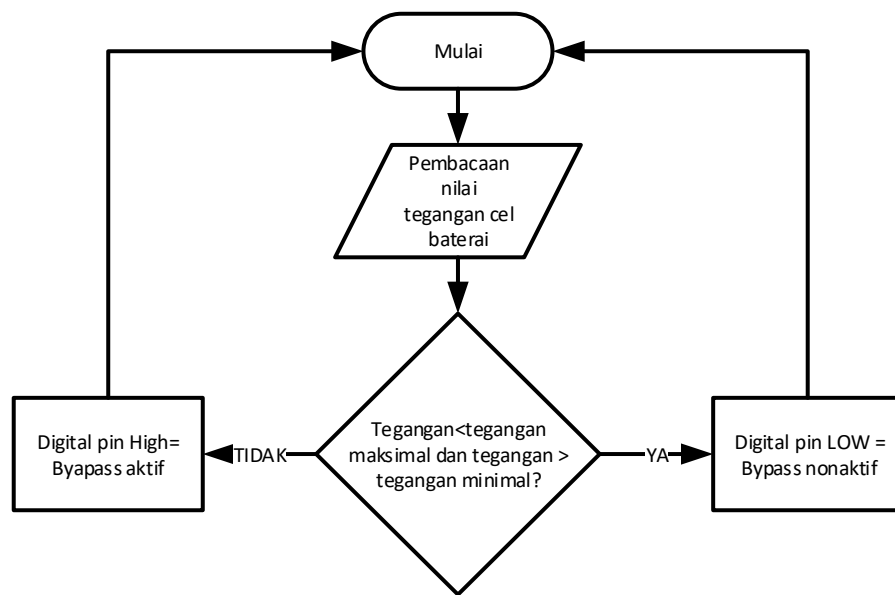 Mulai
Pembacaan
nilai
tegangan cel
baterai
Tegangan<tegangan
maksimal dan tegangan >
tegangan minimal?
TIDAK
YA
Digital pin High=
Byapass aktif
Digital pin LOW =
Bypass nonaktif